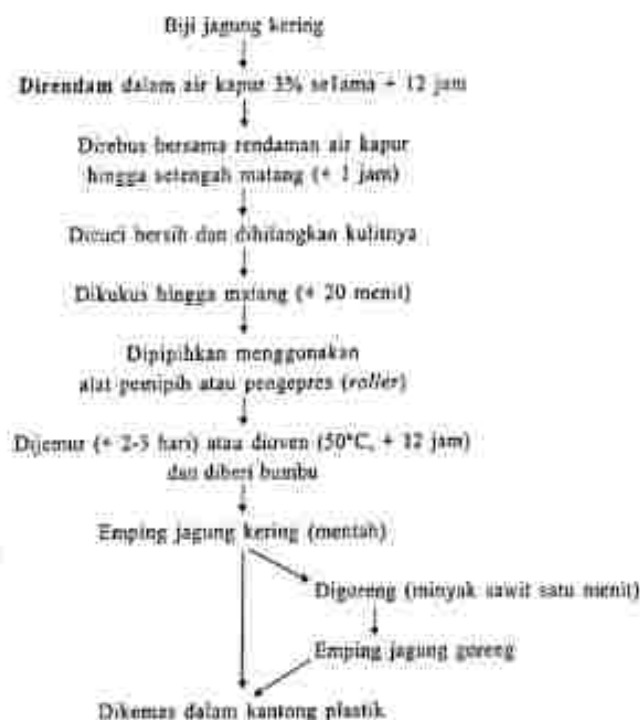 Biji jagung kering
Direndam dalam air kapur 3% selama + 12 jam
Direbus bersama rendaman air kapur
hingga setengah matang (+ 1 jam)
Dicuci bersih dan dihilangkan kulitnya
Dikukus hingga matang (+ 20 menit)
Dipipihkan menggunakan
alat pemipih atau pengepres (roller)
Dijemur (+ 2-3 hari) atau dioven (50°C, + 12 jam)
dan diberi bumbu
Emping jagung kering (mentah)
Digoreng (minyak sawit satu menit)
Emping jagung goreng
Dikemas dalam kantong plastik